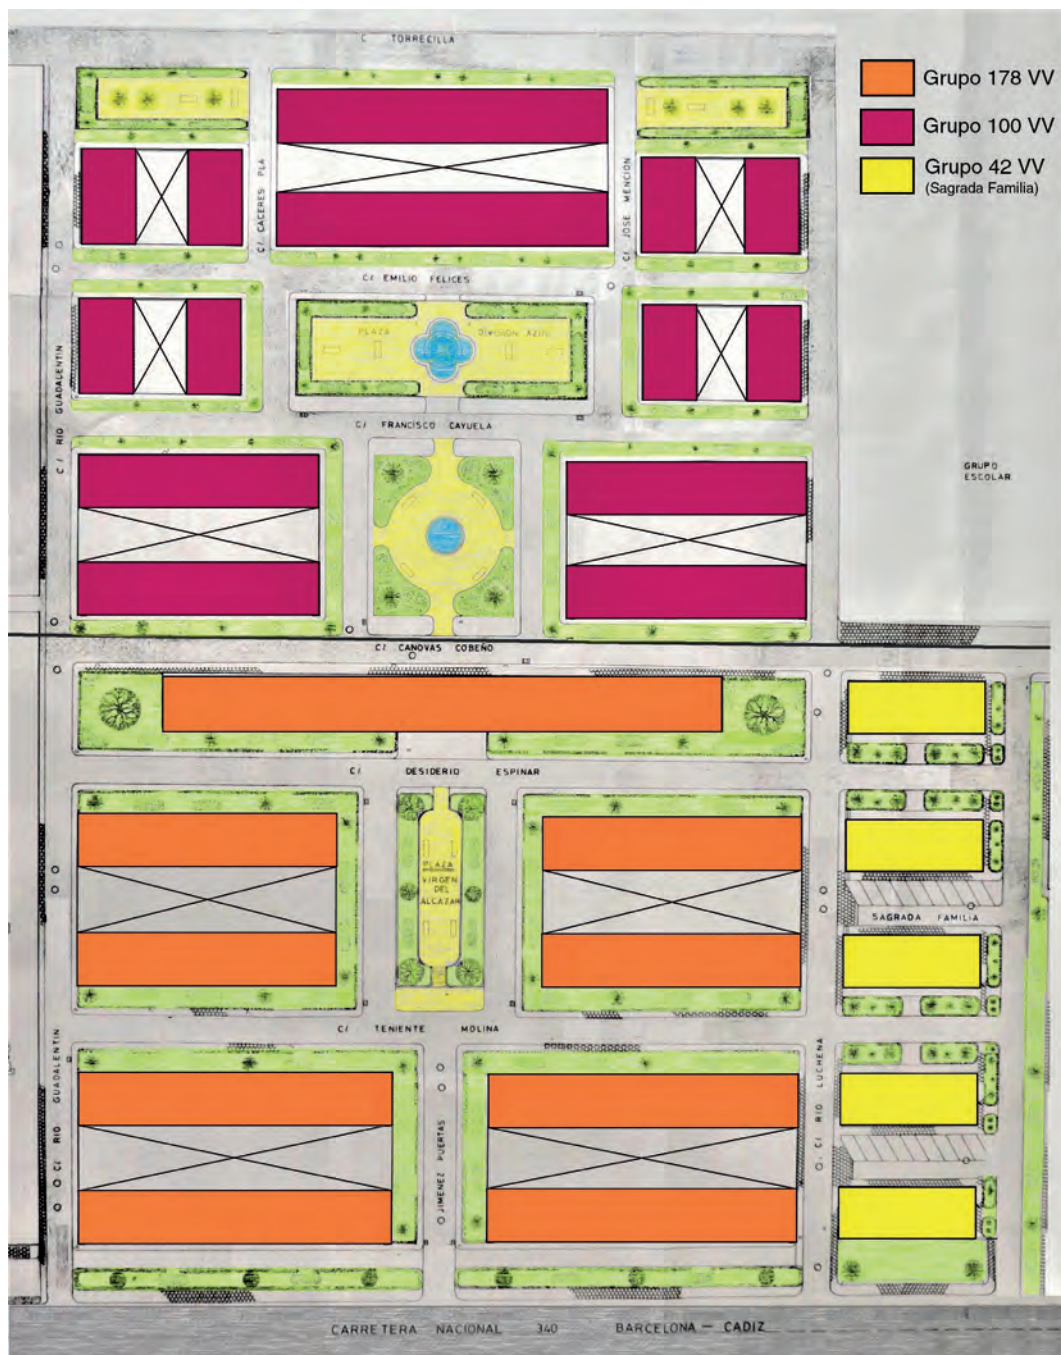 C TORRECILLA
Grupo 178 VV
Grupo 100 VV
Grupo 42 VV
(Sagrada Familia)
C/. CACERES PLA
C/ JOSE MENCION
C/ EMILIO FELICES
PLAZA DIVISION AZUL
C/ RIO GUADALENTIN
C/ FRANCISCO CAYUELA
GRUPO
ESCOLAR
C/ CANOVAS COBEÑO
C/ DESIDERIO ESPINAR
PLAZA
VIRGEN
DEL
ALCAZAR
SAGRADA FAMILIA
C/ TENIENTE MOLINA
C/ RIO GUADALENTIN
JIMENEZ PUERTAS
C/ RIO LUCHENA
CARRETERA NACIONAL 340 BARCELONA — CADIZ